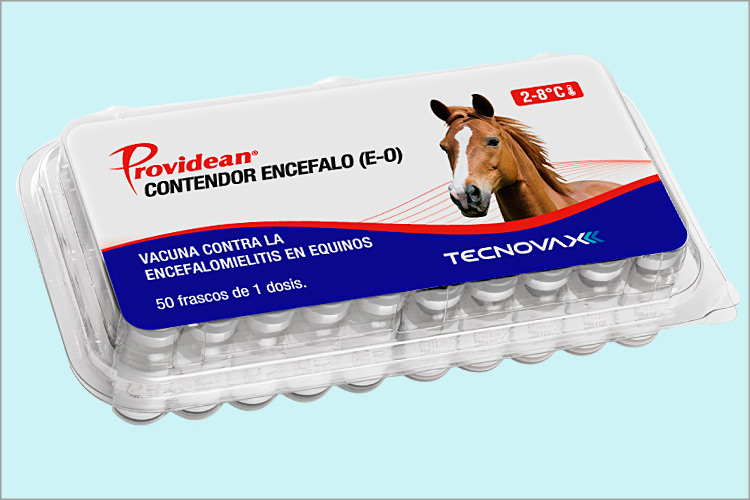 2-8°C
Providean®
CONTENDOR ENCEFALO (E-O)
VACUNA CONTRA LA
ENCEFALOMIELITIS EN EQUINOS
50 frascos de 1 dosis.
TECNOVAX